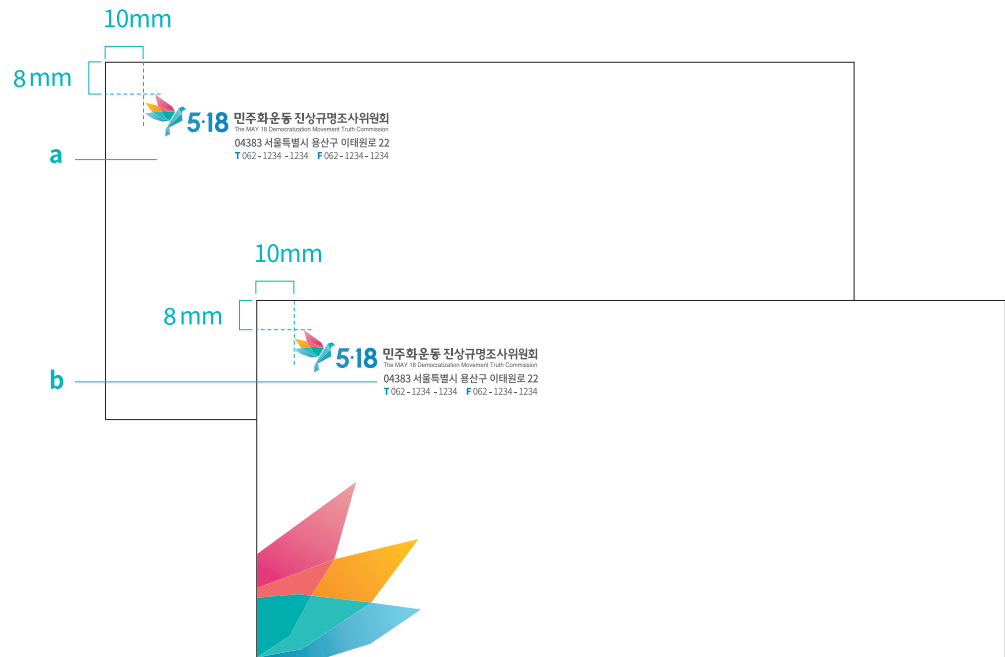 10mm
8mm
5·18 민주화운동 진상규명조사위원회
The MAY 18 Democratization Movement Truth Commission
04383 서울특별시 용산구 이태원로 22
T 062 - 1234 - 1234 F 062 - 1234 - 1234
a
10mm
8mm
5·18 민주화운동 진상규명조사위원회
The MAY 18 Democratization Movement Truth Commission
04383 서울특별시 용산구 이태원로 22
T 062 - 1234 - 1234 F 062 - 1234 - 1234
b